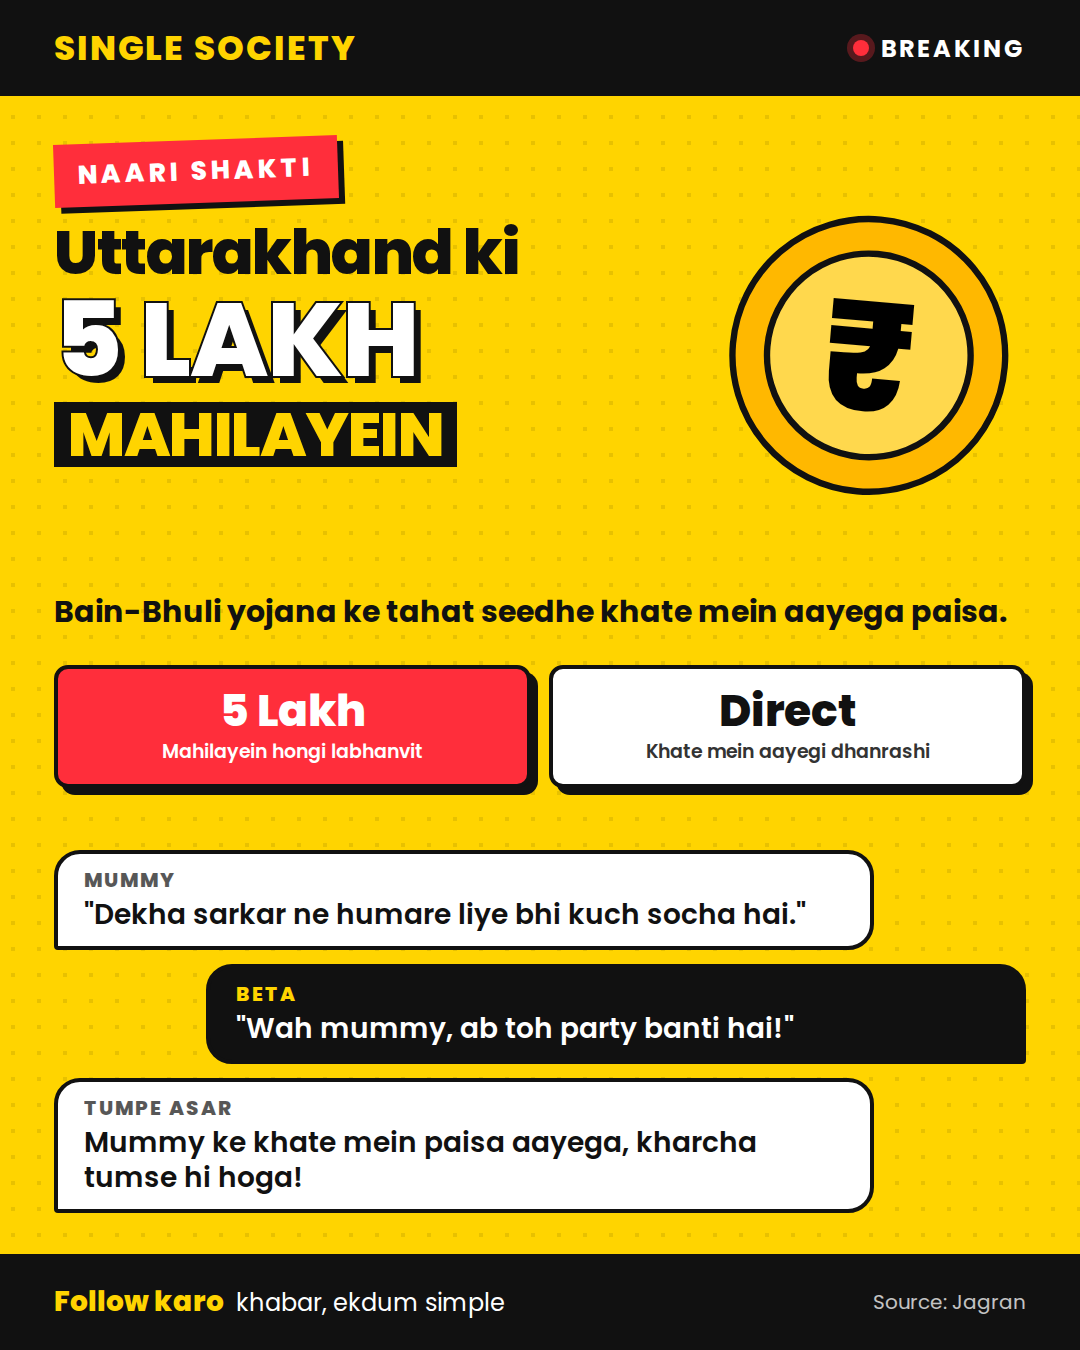 SINGLE SOCIETY
BREAKING
NAARI SHAKTI
Uttarakhand ki
5 LAKH
MAHILAYEIN
₹
Bain-Bhuli yojana ke tahat seedhe khate mein aayega paisa.
5 Lakh
Mahilayein hongi labhanvit
Direct
Khate mein aayegi dhanrashi
MUMMY
"Dekha sarkar ne humare liye bhi kuch socha hai."
BETA
"Wah mummy, ab toh party banti hai!"
TUMPE ASAR
Mummy ke khate mein paisa aayega, kharcha
tumse hi hoga!
Follow karo khabar, ekdum simple
Source: Jagran